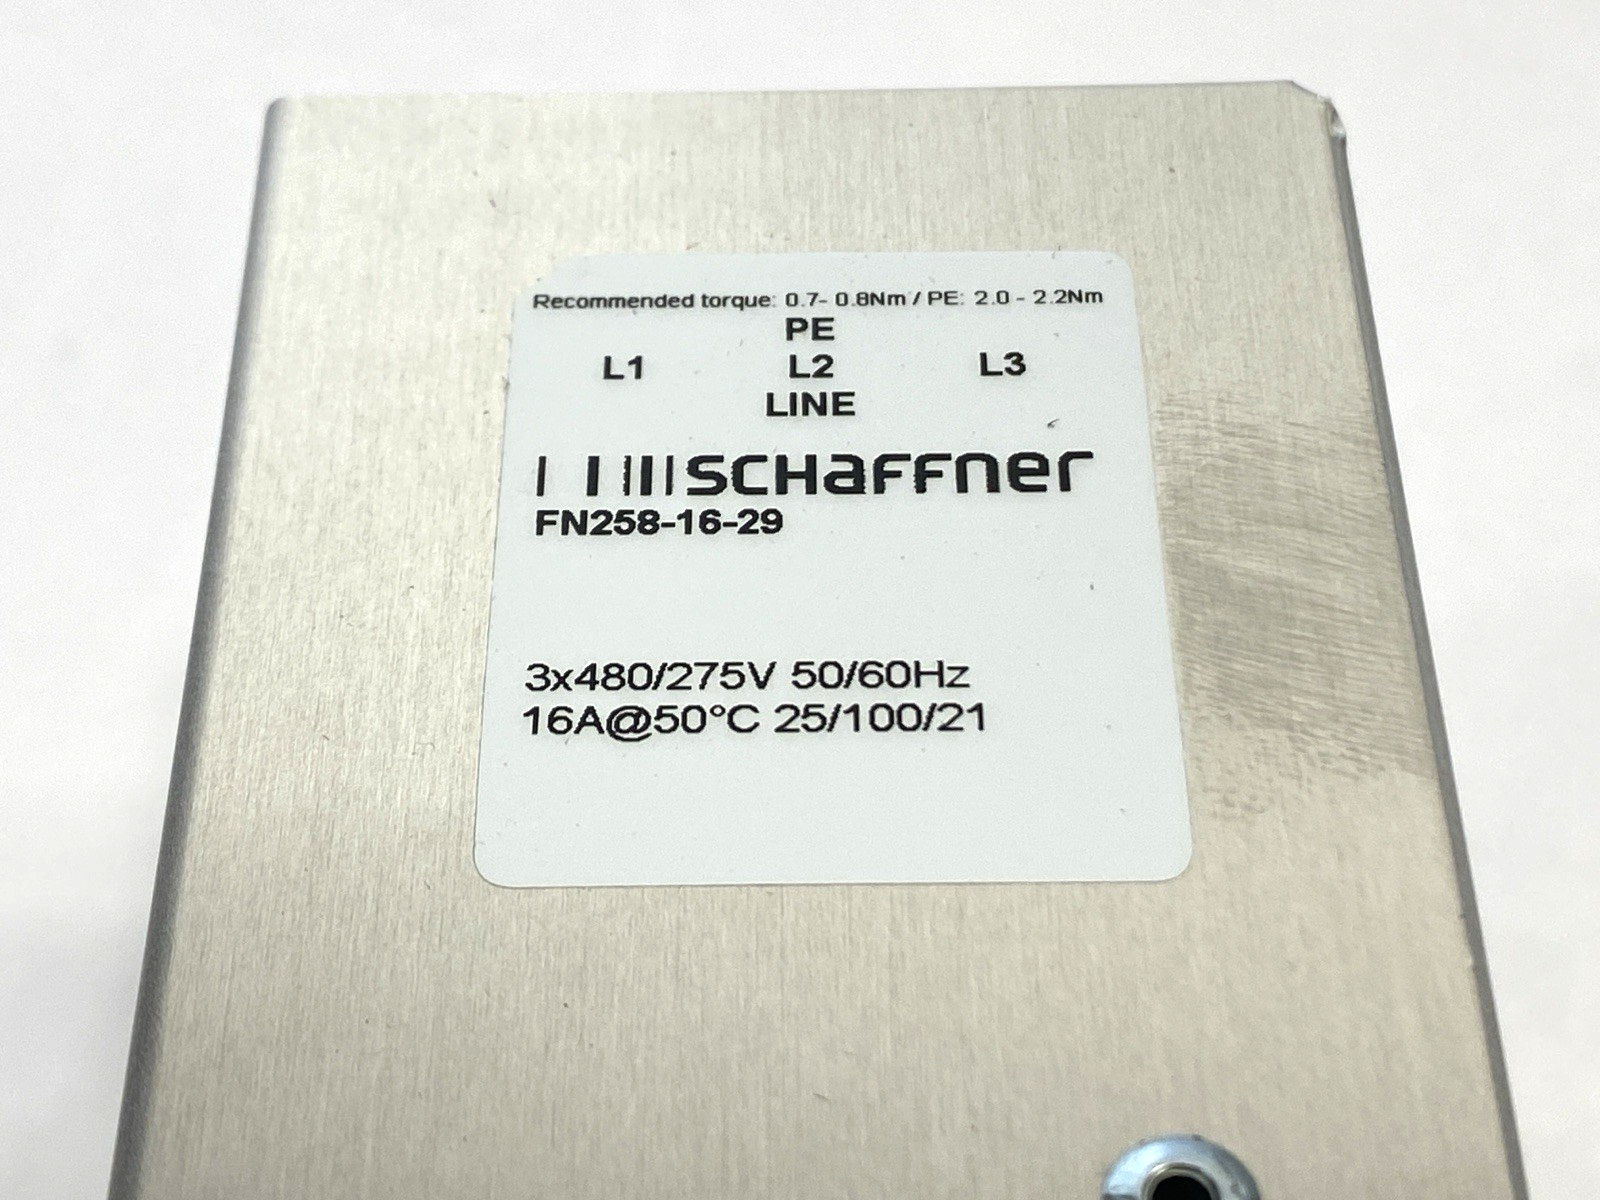 Recommended torque: 0.7- 0.8Nm / PE: 2.0 - 2.2Nm
PE
L1 L2 L3
LINE
SCHAFFNER
FN258-16-29
3x480/275V 50/60Hz
16A@50°C 25/100/21